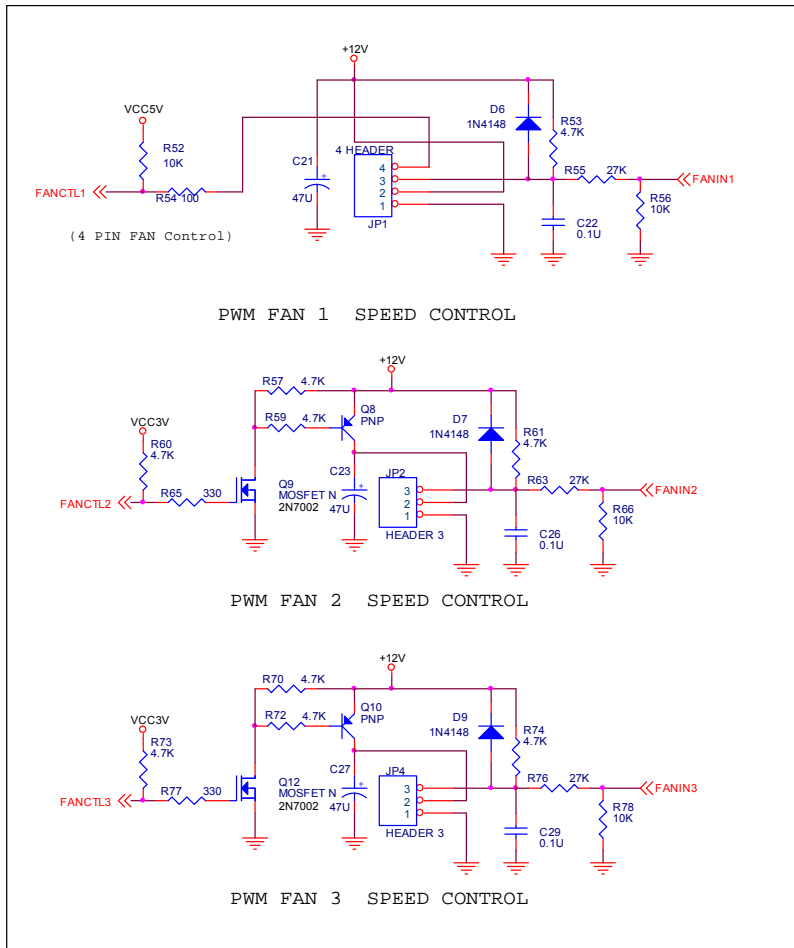 +12V
VCC5V
D6
1N4148
R53
4.7K
R52
10K
C21
47U
4 HEADER
4
3
2
1
JP1
R55
27K
FANIN1
FANCTL1
R54 100
R56
10K
C22
0.1U
(4 PIN FAN Control)
PWM FAN 1 SPEED CONTROL
+12V
R57
4.7K
Q8
PNP
R59
4.7K
D7
1N4148
R61
4.7K
VCC3V
R60
4.7K
C23
47U
JP2
3
2
1
HEADER 3
R63
27K
FANIN2
FANCTL2
R65
330
Q9
MOSFET N
2N7002
R66
10K
C26
0.1U
PWM FAN 2 SPEED CONTROL
+12V
R70
4.7K
Q10
PNP
R72
4.7K
D9
1N4148
R74
4.7K
VCC3V
R73
4.7K
C27
47U
JP4
3
2
1
HEADER 3
R76
27K
FANIN3
FANCTL3
R77
330
Q12
MOSFET N
2N7002
R78
10K
C29
0.1U
PWM FAN 3 SPEED CONTROL